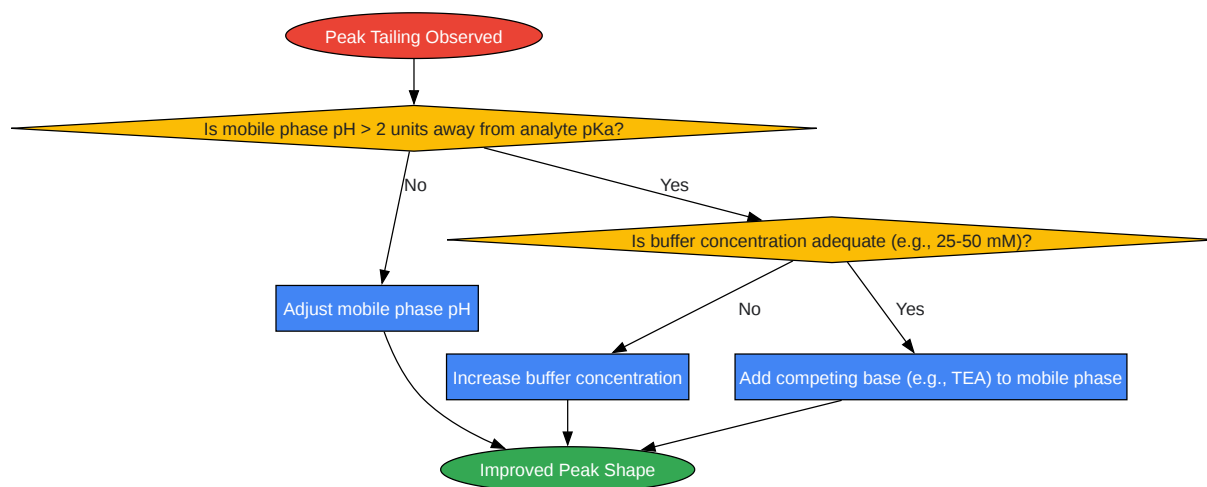 Peak Tailing Observed
Is mobile phase pH > 2 units away from analyte pKa?
No
Yes
Is buffer concentration adequate (e.g., 25-50 mM)?
Adjust mobile phase pH
No
Yes
Increase buffer concentration
Add competing base (e.g., TEA) to mobile phase
Improved Peak Shape